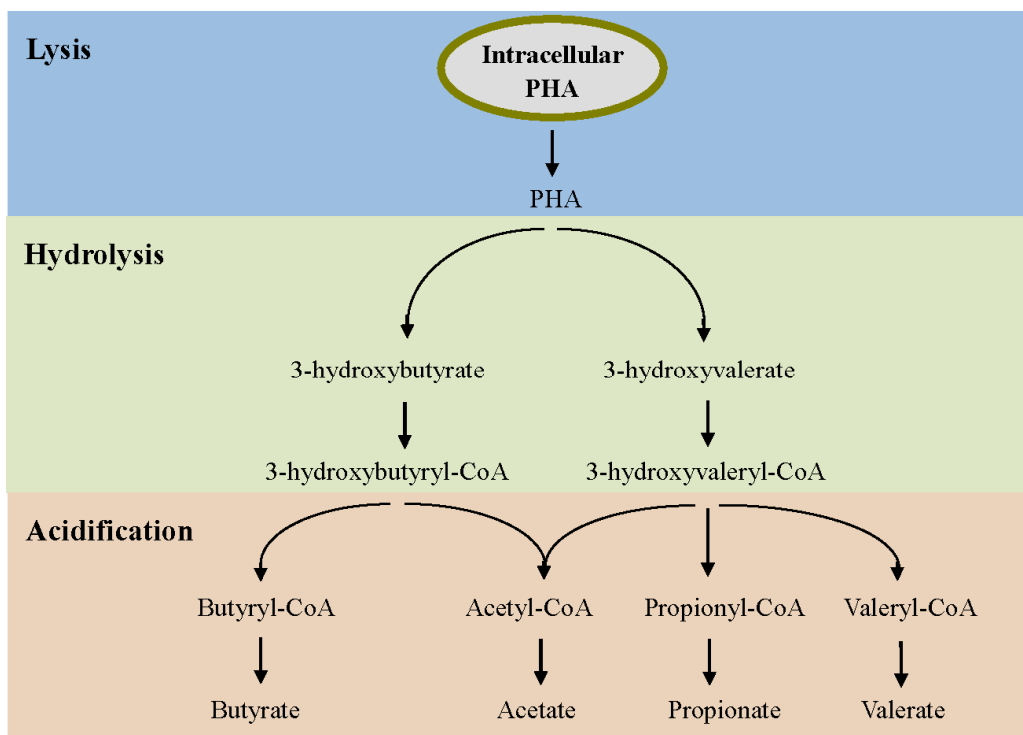 Lysis
Intracellular
PHA
PHA
Hydrolysis
3-hydroxybutyrate
3-hydroxyvalerate
3-hydroxybutyryl-CoA
3-hydroxyvaleryl-CoA
Acidification
Butyryl-CoA
Acetyl-CoA
Propionyl-CoA
Valeryl-CoA
Butyrate
Acetate
Propionate
Valerate